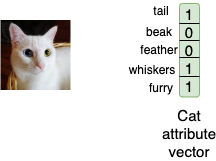 tail 1
beak 0
feather 0
whiskers 1
furry 1
Cat
attribute
vector